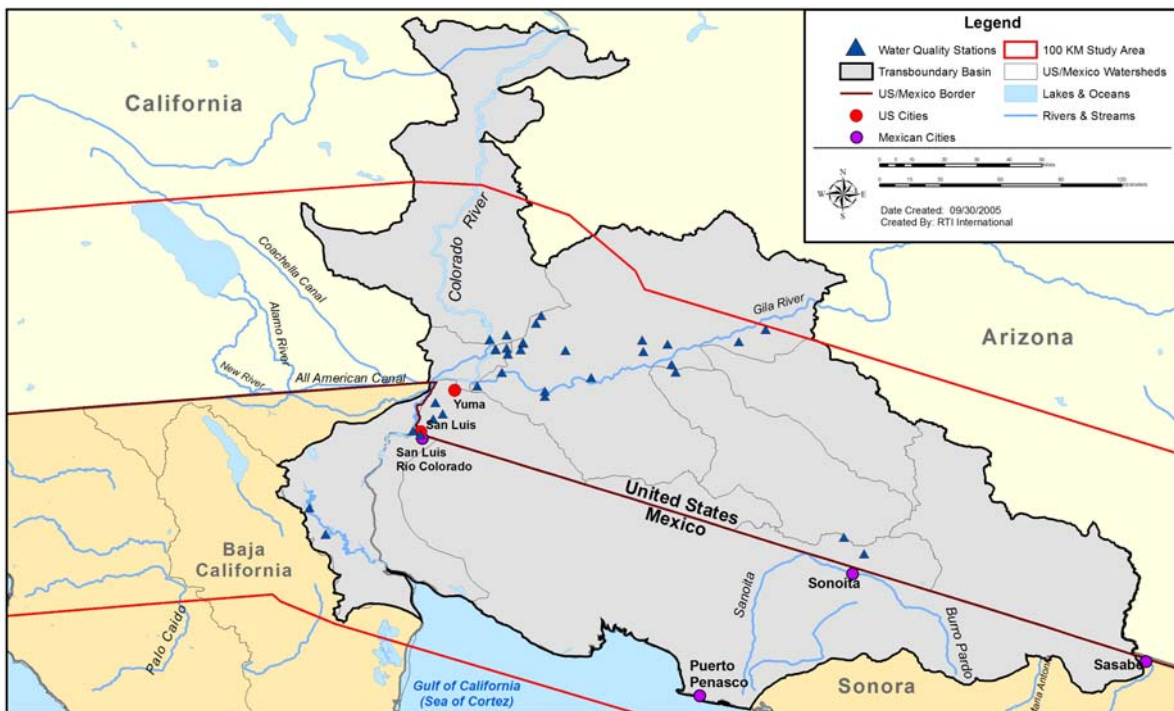 Legend
Water Quality Stations
100 KM Study Area
Transboundary Basin
US/Mexico Watersheds
US/Mexico Border
Lakes & Oceans
US Cities
Rivers & Streams
Mexican Cities
N
W E
S
Date Created: 09/30/2005
Created By: RTI International
California
Colorado River
Coachella Canal
Alamo River
New River
All American Canal
Gila River
Arizona
Yuma
San Luis
San Luis
Rio Colorado
United States
Mexico
Baja
California
Palo Caido
Sanoita
Sonoita
Burro Pardo
Sasabe
Puerto
Penasco
Sonora
Gulf of California
(Sea of Cortez)